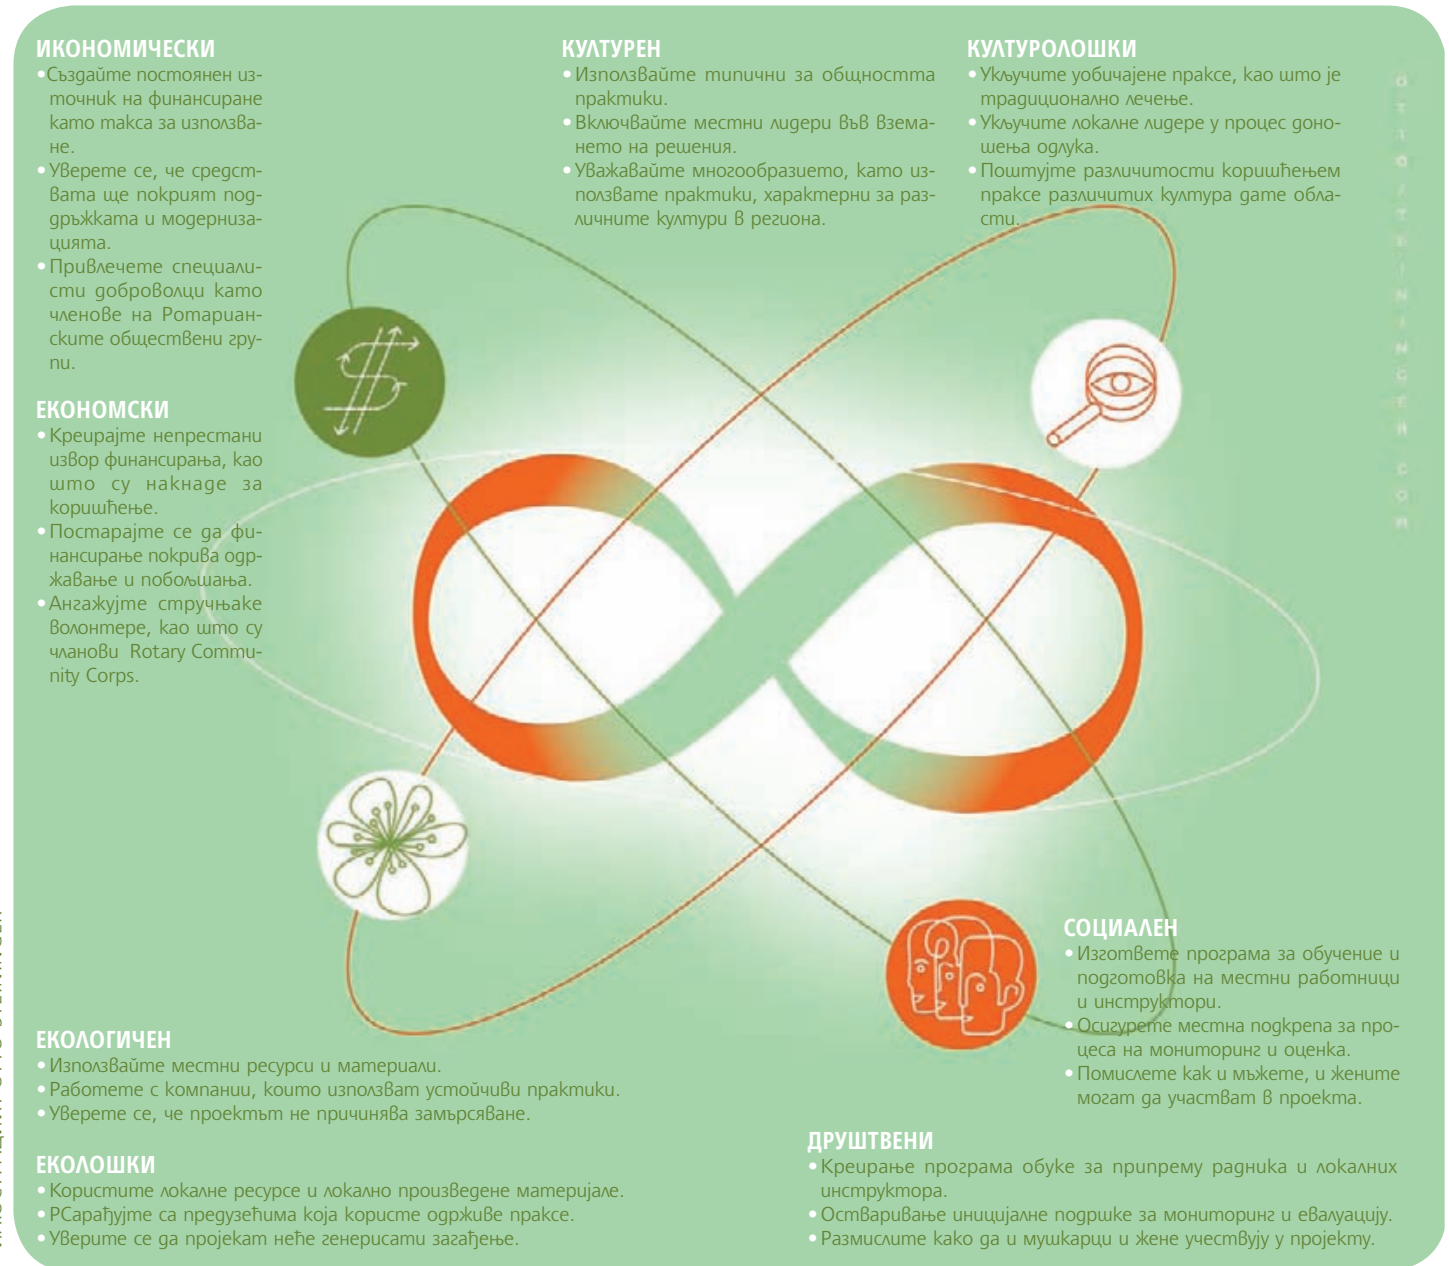 ИКОНОМИЧЕСКИ
•Създайте постоянен из-
точник на финансиране
като такса за използва-
не.
•Уверете се, че средст-
вата ще покрият под-
дръжката и модерниза-
цията.
•Привлечете специали-
сти доброволци като
членове на Ротариан-
ските обществени гру-
пи.
ЕКОНОМСКИ
•Креирајте непрестани
извор финансирања, као
што су накнаде за
коришћење.
•Постарајте се да фи-
нансирање покрива одр-
жавање и побољшања.
•Ангажујте стручњаке
волонтере, као што су
чланови Rotary Commu-
nity Corps.
КУЛТУРЕН
•Използвайте типични за общността
практики.
•Включвайте местни лидери във взема-
нето на решения.
•Уважавайте многообразието, като из-
ползвате практики, характерни за раз-
личните култури в региона.
КУЛТУРОЛОШКИ
•Укључите уобичајене праксе, као што је
традиционално лечење.
•Укључите локалне лидере у процес доно-
шења одлука.
•Поштујте различитости коришћењем
праксе различитих култура дате обла-
сти.
СОЦИАЛЕН
•Изгответе програма за обучение и
подготовка на местни работници
и инструктори.
•Осигурете местна подкрепа за про-
цеса на мониторинг и оценка.
•Помислете как и мъжете, и жените
могат да участват в проекта.
ЕКОЛОГИЧЕН
•Използвайте местни ресурси и материали.
•Работете с компании, които използват устойчиви практики.
•Уверете се, че проектът не причинява замърсяване.
ЕКОЛОШКИ
•Користите локалне ресурсе и локално произведене материјале.
•РСарађујте са предузећима која користе одрживе праксе.
•Уверите се да пројекат неће генерисати загађење.
ДРУШТВЕНИ
•Креирање програма обуке за припрему радника и локалних
инструктора.
•Остваривање иницијалне подршке за мониторинг и евалуацију.
•Размислите како да и мушкарци и жене учествују у пројекту.